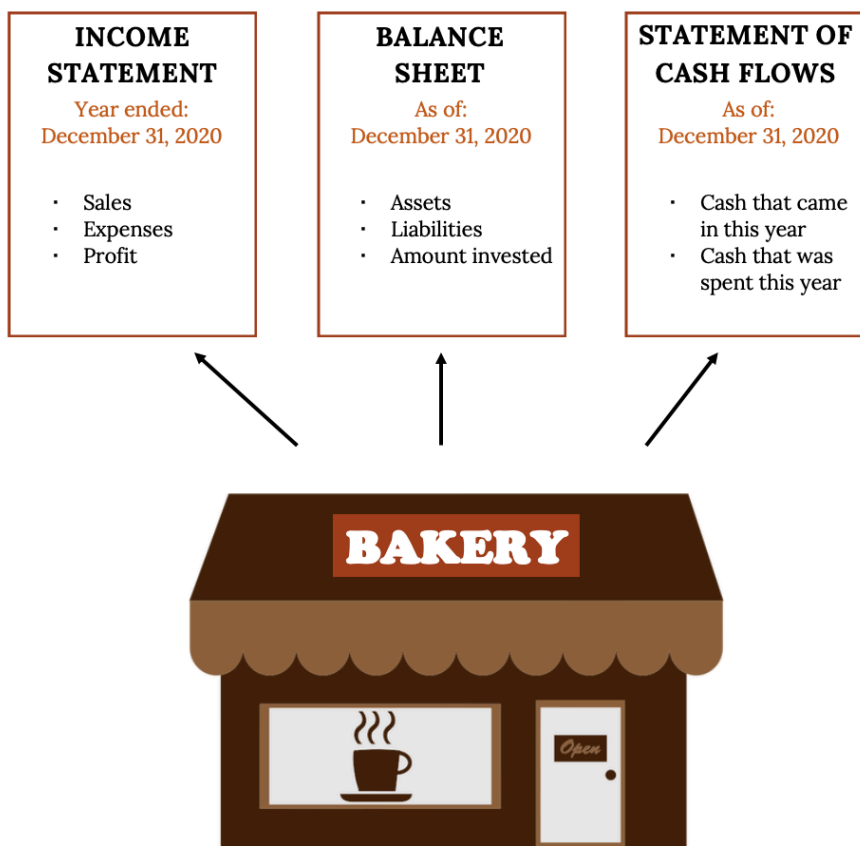 INCOME
STATEMENT
Year ended:
December 31, 2020
· Sales
· Expenses
· Profit
BALANCE
SHEET
As of:
December 31, 2020
· Assets
· Liabilities
· Amount invested
STATEMENT OF
CASH FLOWS
As of:
December 31, 2020
· Cash that came
in this year
· Cash that was
spent this year
BAKERY
Open